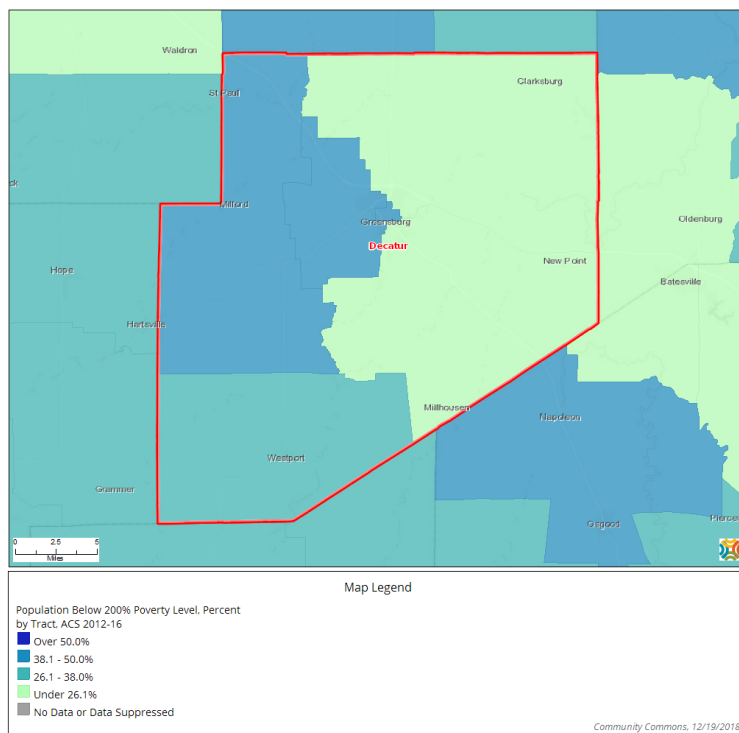 Waldron
Clarksburg
St Paul
ck
Milford
Oldenburg
Greensburg
Decatur
New Point
Hope
Batesville
Hartsville
Millhousen
Napoleon
Westport
Grammer
Pierce
Osgood
0 2.5 5
Miles
Map Legend
Population Below 200% Poverty Level, Percent
by Tract, ACS 2012-16
Over 50.0%
38.1 - 50.0%
26.1 - 38.0%
Under 26.1%
No Data or Data Suppressed
Community Commons, 12/19/2018